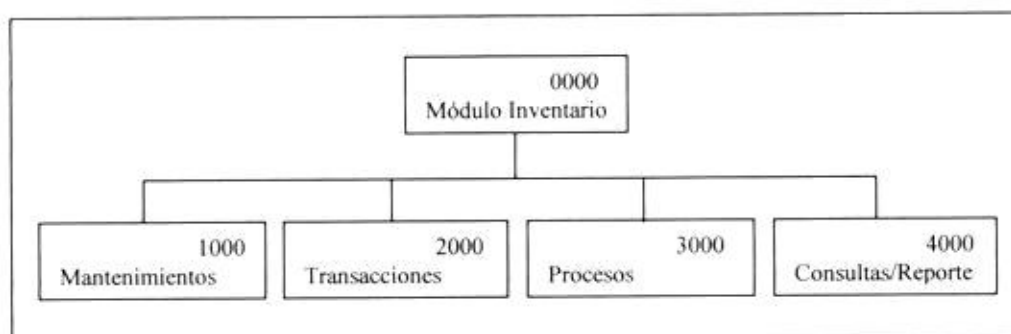 0000
Módulo Inventario
1000
Mantenimientos
2000
Transacciones
3000
Procesos
4000
Consultas/Reporte